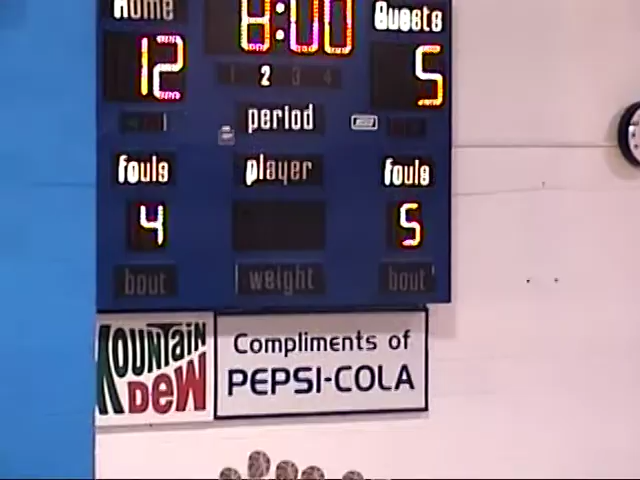 Home 8:00 Guests
12 1 2 3 4 5
period
fouls player fouls
4 5
bout weight bout
MOUNTAIN DEW
Compliments of
PEPSI-COLA